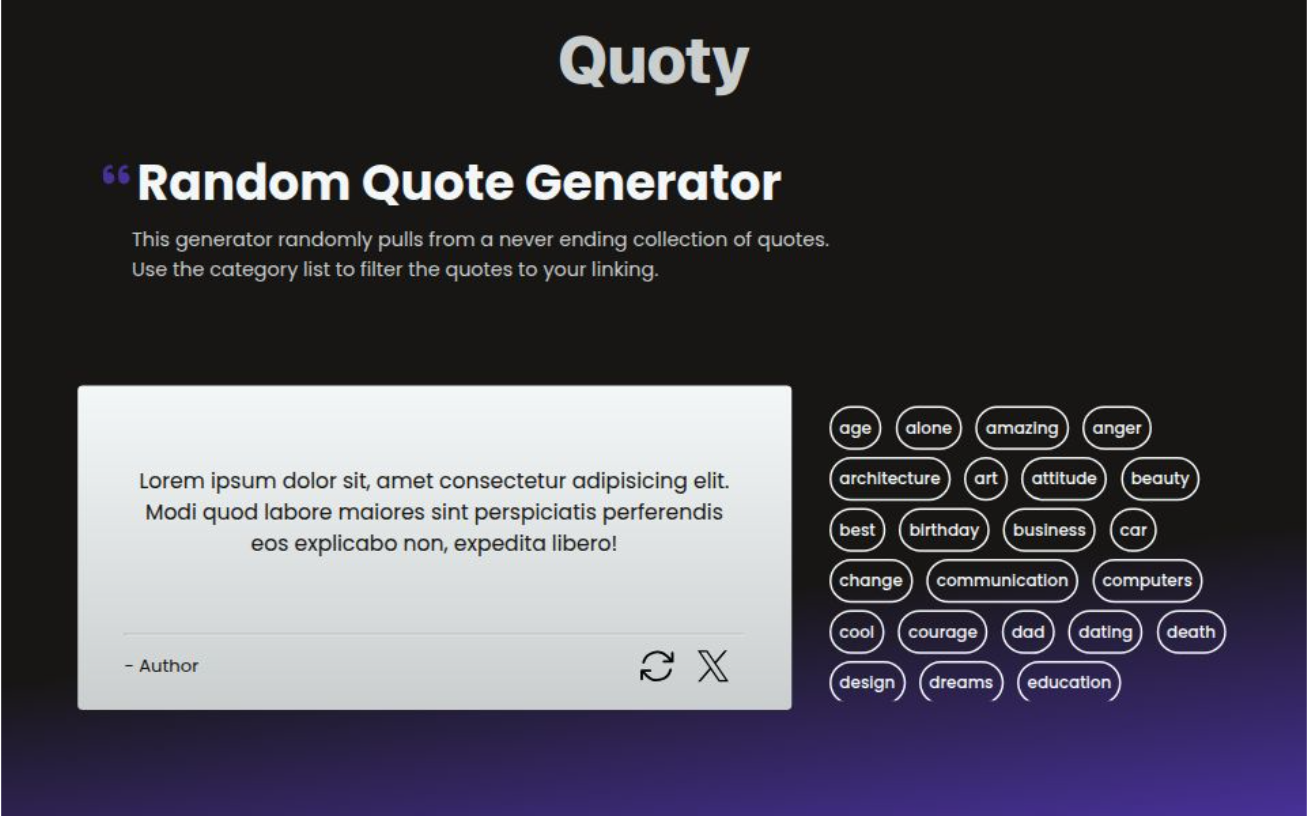 Quoty
“ Random Quote Generator
This generator randomly pulls from a never ending collection of quotes.
Use the category list to filter the quotes to your linking.
Lorem ipsum dolor sit, amet consectetur adipisicing elit.
Modi quod labore maiores sint perspiciatis perferendis
eos explicabo non, expedita libero!
- Author
age alone amazing anger
architecture art attitude beauty
best birthday business car
change communication computers
cool courage dad dating death
design dreams education